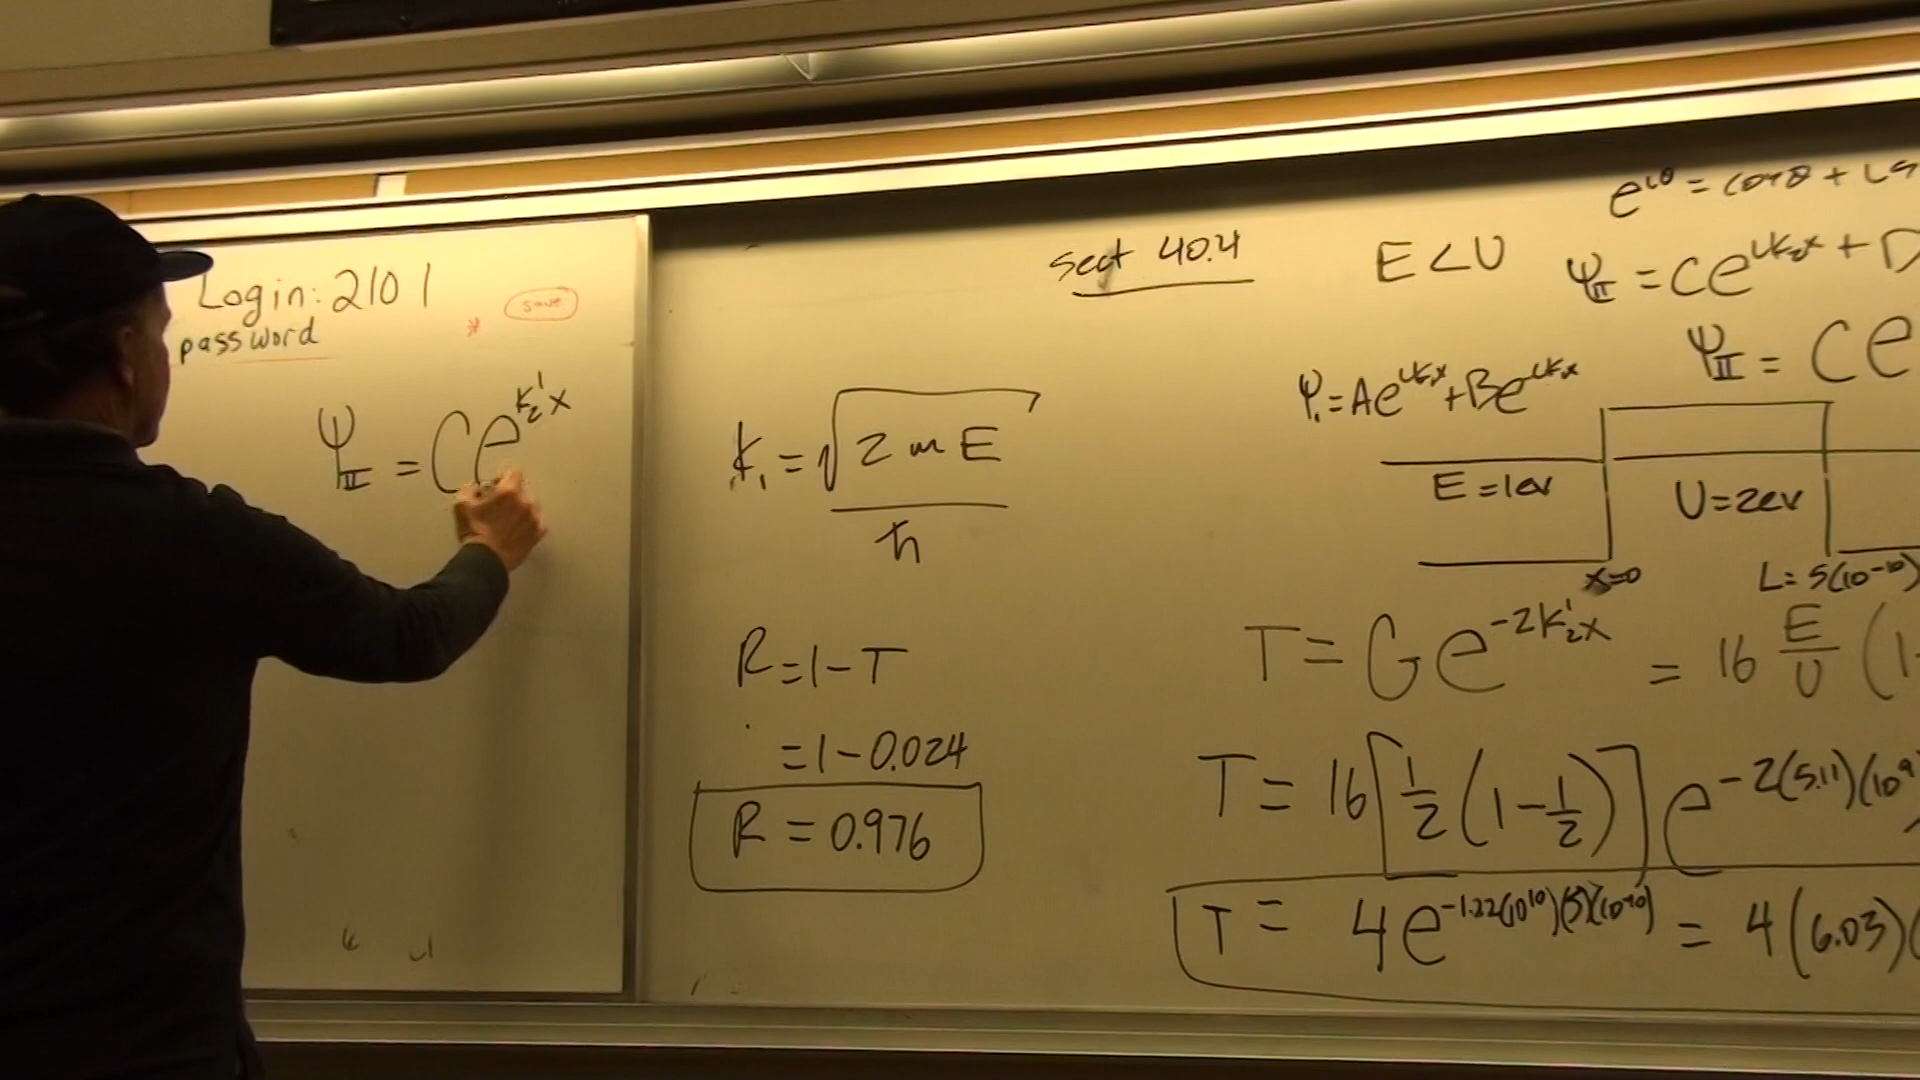 Login: 2101
save
*
password
Ψ_II = Ce^{k'_2 x}
k_1 = √(2mE) / ħ
R = 1 - T
= 1 - 0.024
R = 0.976
sect 40.4
E < U
e^{iθ} = cosθ + is
Ψ_II = Ce^{ik_2x} + D
Ψ_II = Ce
Ψ_1 = Ae^{ik_1x} + Be^{ik_1x}
E = 1ev
U = 2ev
x=0
L = 5(10^{-10})
T = Ge^{-2k'_2x} = 16 E/U (1-
T = 16 [1/2 (1 - 1/2)] e^{-2(5.11)(10^9
T = 4e^{-1.22(10^{10})(5)(10^{-10})} = 4(6.03)(